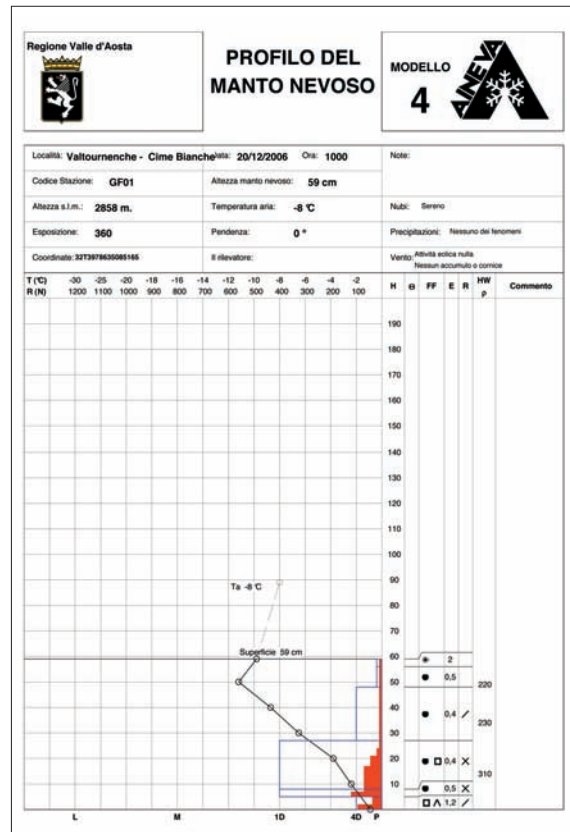 Regione Valle d'Aosta
PROFILO DEL
MANTO NEVOSO
MODELLO
4
AINEVA
Località: Valtournenche - Cime Bianche Data: 20/12/2006 Ora: 1000 Note:
Codice Stazione: GF01 Altezza manto nevoso: 59 cm
Altezza s.l.m.: 2858 m. Temperatura aria: -8 °C Nubi: Sereno
Esposizione: 360 Pendenza: 0 ° Precipitazioni: Nessuno dei fenomeni
Coordinate: 32T3978635085165 Il rilevatore: Vento: Attività eolica nulla
Nessun accumulo o cornice
T (°C) -30 -25 -20 -18 -16 -14 -12 -10 -8 -6 -4 -2
R (N) 1200 1100 1000 900 800 700 600 500 400 300 200 100
H Θ FF E R HW ρ Commento
190
180
170
160
150
140
130
120
110
100
90
Ta -8 °C
80
70
60
Superficie 59 cm
2
0,5
50
220
40
0,4
230
30
20
0,4
310
10
0,5
1,2
L M 1D 4D P